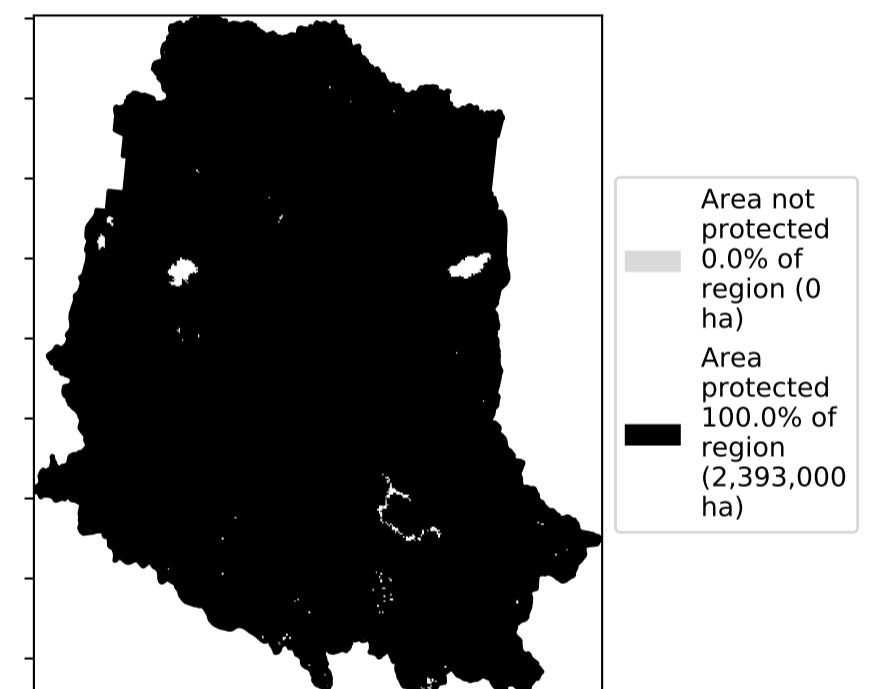 Area not
protected
0.0% of
region (0
ha)
Area
protected
100.0% of
region
(2,393,000
ha)